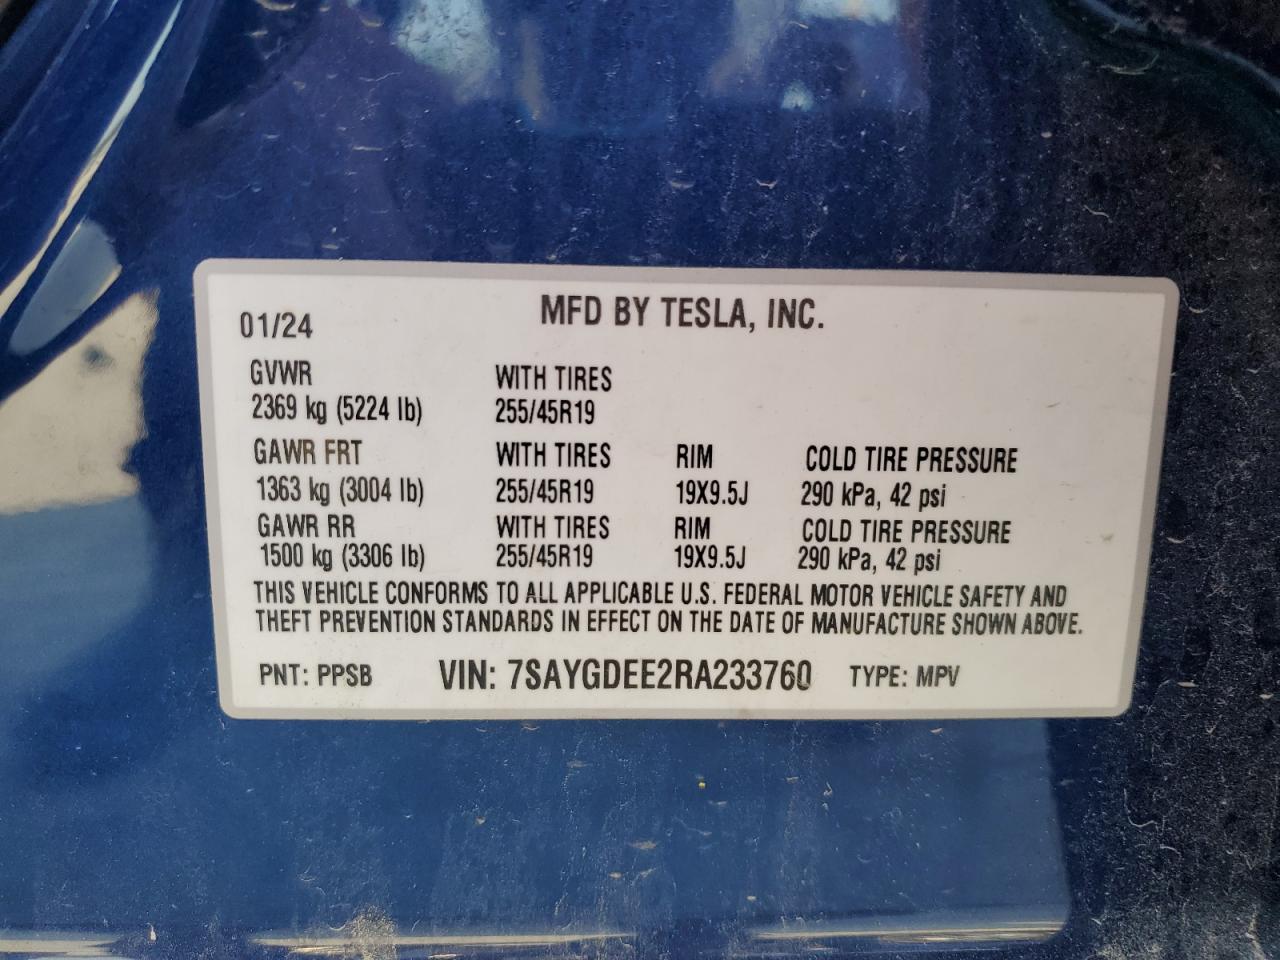 MFD BY TESLA, INC.
01/24
GVWR WITH TIRES
2369 kg (5224 lb) 255/45R19
GAWR FRT WITH TIRES RIM COLD TIRE PRESSURE
1363 kg (3004 lb) 255/45R19 19X9.5J 290 kPa, 42 psi
GAWR RR WITH TIRES RIM COLD TIRE PRESSURE
1500 kg (3306 lb) 255/45R19 19X9.5J 290 kPa, 42 psi
THIS VEHICLE CONFORMS TO ALL APPLICABLE U.S. FEDERAL MOTOR VEHICLE SAFETY AND
THEFT PREVENTION STANDARDS IN EFFECT ON THE DATE OF MANUFACTURE SHOWN ABOVE.
PNT: PPSB VIN: 7SAYGDEE2RA233760 TYPE: MPV